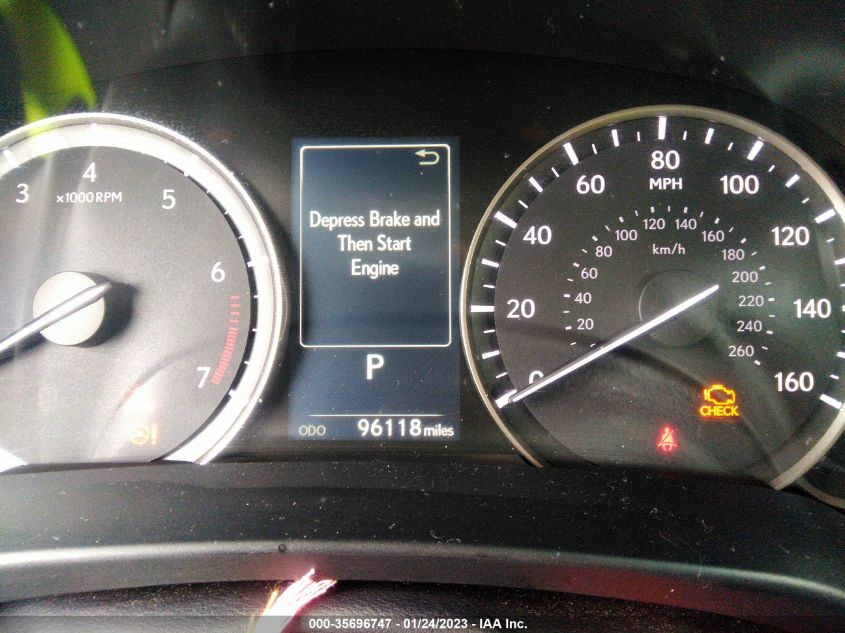 3 4 5 6 7
x1000 RPM
Depress Brake and
Then Start
Engine
P
ODO 96118 miles
0 20 40 60 80 100 120 140 160
MPH
20 40 60 80 100 120 140 160 180 200 220 240 260
km/h
CHECK
000-35696747 / 01/24/2023 - IAA Inc.